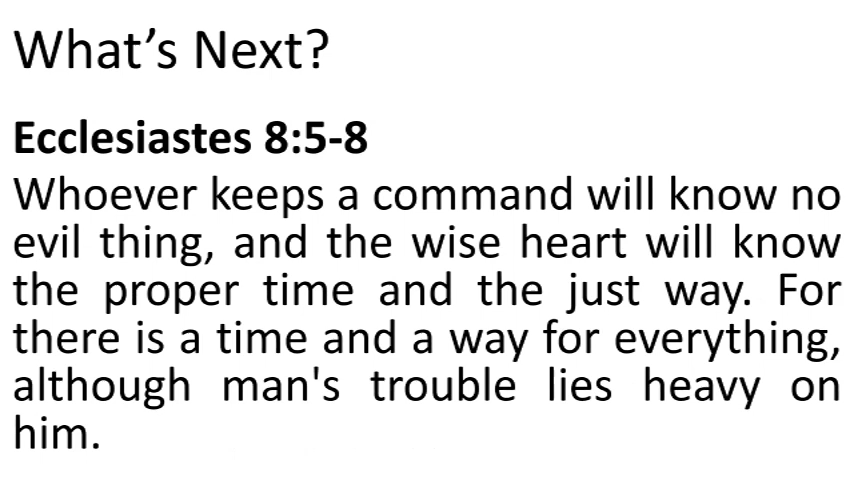 What’s Next?
Ecclesiastes 8:5-8
Whoever keeps a command will know no
evil thing, and the wise heart will know
the proper time and the just way. For
there is a time and a way for everything,
although man's trouble lies heavy on
him.